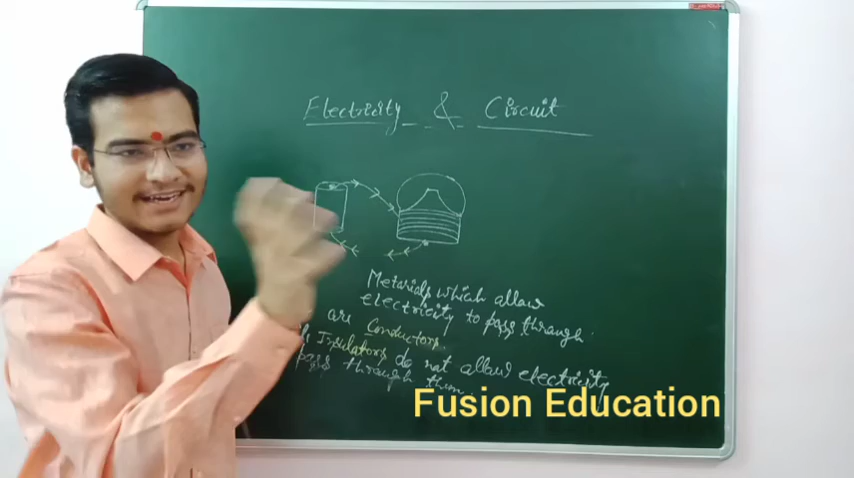 Electricity & Circuit
Metarials which allow
electricity to pass through
are Conductors.
Insulators do not allow electricity
pass through them
Fusion Education